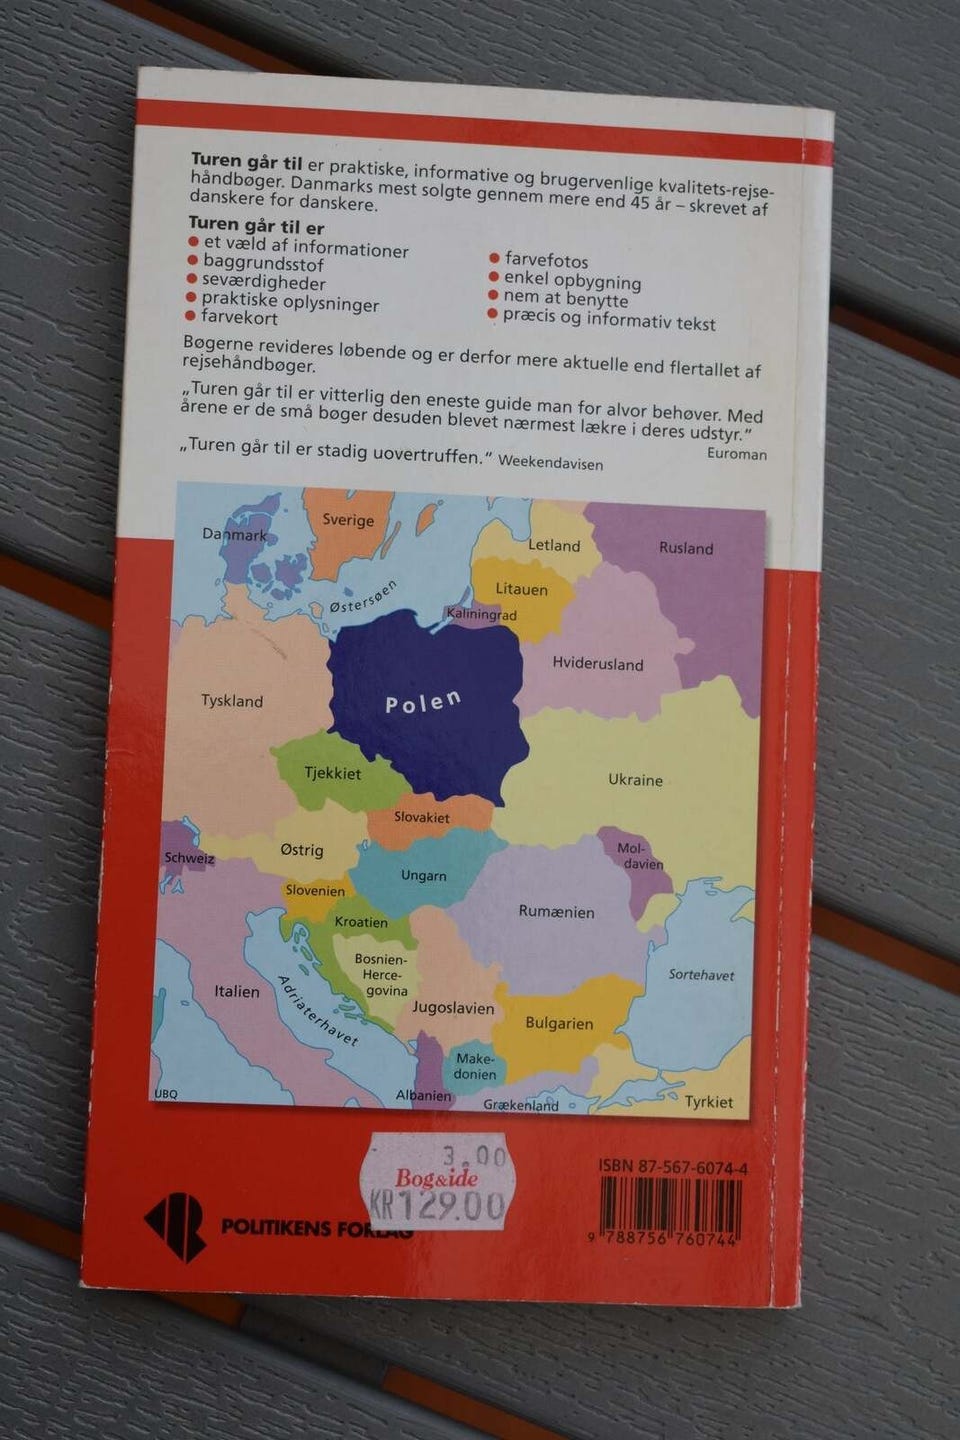 Turen går til er praktiske, informative og brugervenlige kvalitets-rejse-
håndbøger. Danmarks mest solgte gennem mere end 45 år – skrevet af
danskere for danskere.
Turen går til er
• et væld af informationer
• baggrundsstof
• seværdigheder
• praktiske oplysninger
• farvekort
• farvefotos
• enkel opbygning
• nem at benytte
• præcis og informativ tekst
Bøgerne revideres løbende og er derfor mere aktuelle end flertallet af
rejsehåndbøger.
„Turen går til er vitterlig den eneste guide man for alvor behøver. Med
årene er de små bøger desuden blevet nærmest lækre i deres udstyr.“
Euroman
„Turen går til er stadig uovertruffen.“ Weekendavisen
Sverige
Danmark
Letland
Rusland
Østersøen
Litauen
Kaliningrad
Hviderusland
Tyskland
Polen
Tjekkiet
Ukraine
Slovakiet
Østrig
Schweiz
Mol-
davien
Ungarn
Slovenien
Kroatien
Rumænien
Bosnien-
Herce-
govina
Sortehavet
Italien
Adriaterhavet
Jugoslavien
Bulgarien
Make-
donien
Albanien
Grækenland
Tyrkiet
UBQ
3.00
Bog&ide
KR129.00
POLITIKENS FORLAG
ISBN 87-567-6074-4
9 788756 760744